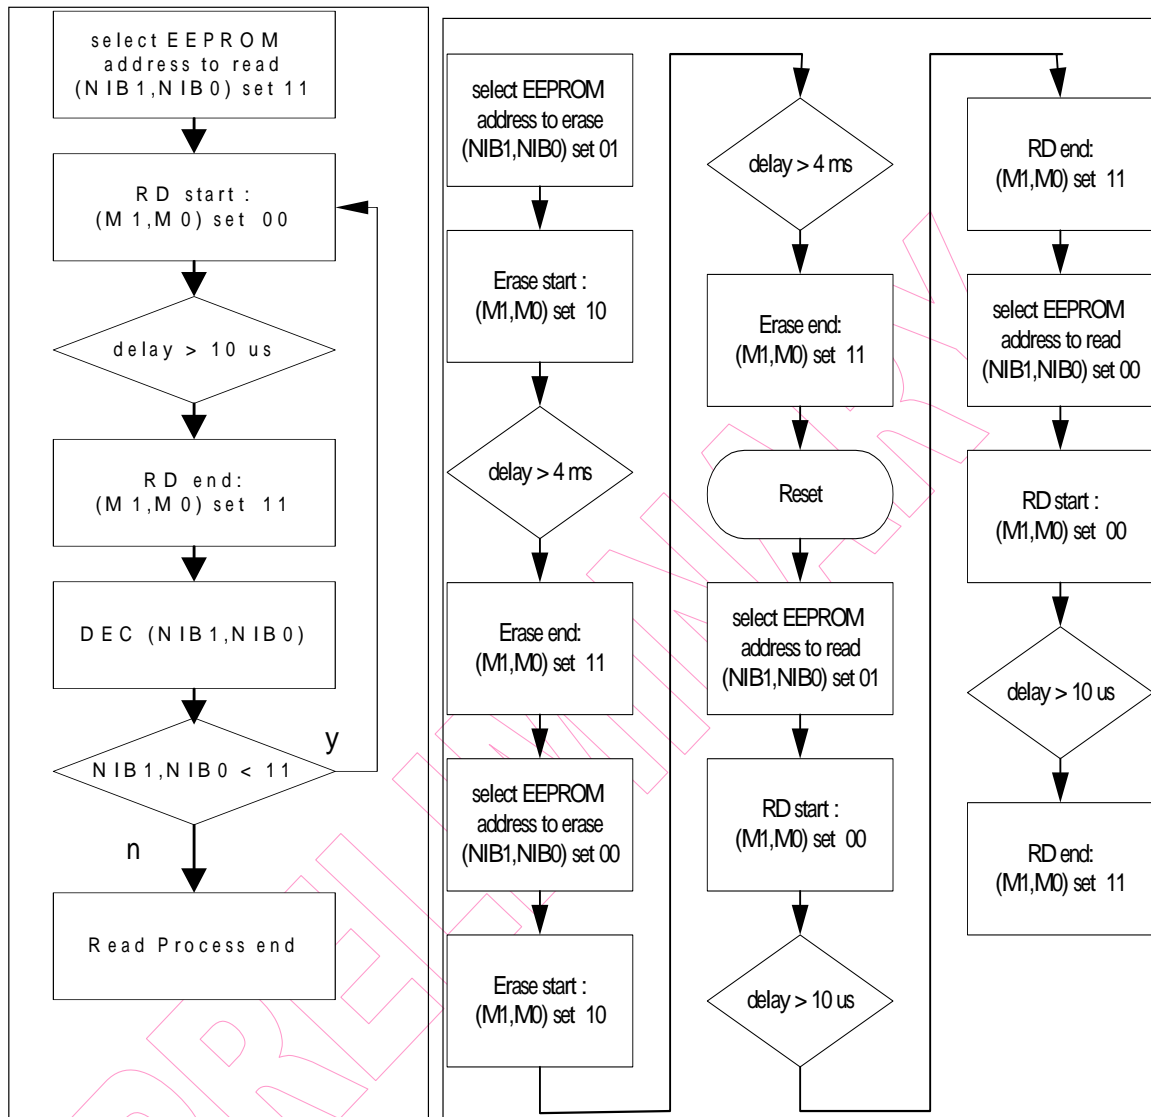 select EEPROM
address to read
(NIB1,NIB0) set 11
RD start :
(M1,M0) set 00
delay > 10 us
RD end:
(M1,M0) set 11
DEC (NIB1,NIB0)
NIB1,NIB0 < 11
y
n
Read Process end
select EEPROM
address to erase
(NIB1,NIB0) set 01
Erase start :
(M1,M0) set 10
delay > 4 ms
Erase end:
(M1,M0) set 11
select EEPROM
address to erase
(NIB1,NIB0) set 00
Erase start :
(M1,M0) set 10
delay > 4 ms
Erase end:
(M1,M0) set 11
Reset
select EEPROM
address to read
(NIB1,NIB0) set 01
RD start :
(M1,M0) set 00
delay > 10 us
RD end:
(M1,M0) set 11
select EEPROM
address to read
(NIB1,NIB0) set 00
RD start :
(M1,M0) set 00
delay > 10 us
RD end:
(M1,M0) set 11
PRELIMINARY